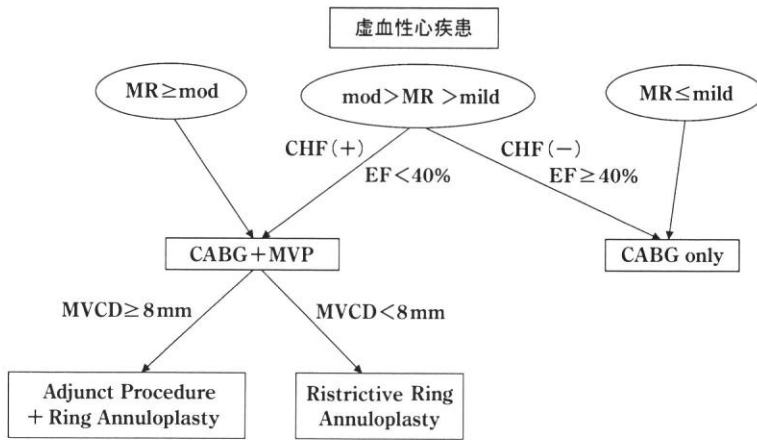 虚血性心疾患
MR≥mod
mod>MR>mild
MR≤mild
CHF(+)
EF<40%
CHF(−)
EF≥40%
CABG+MVP
CABG only
MVCD≥8mm
MVCD<8mm
Adjunct Procedure
+ Ring Annuloplasty
Ristrictive Ring
Annuloplasty